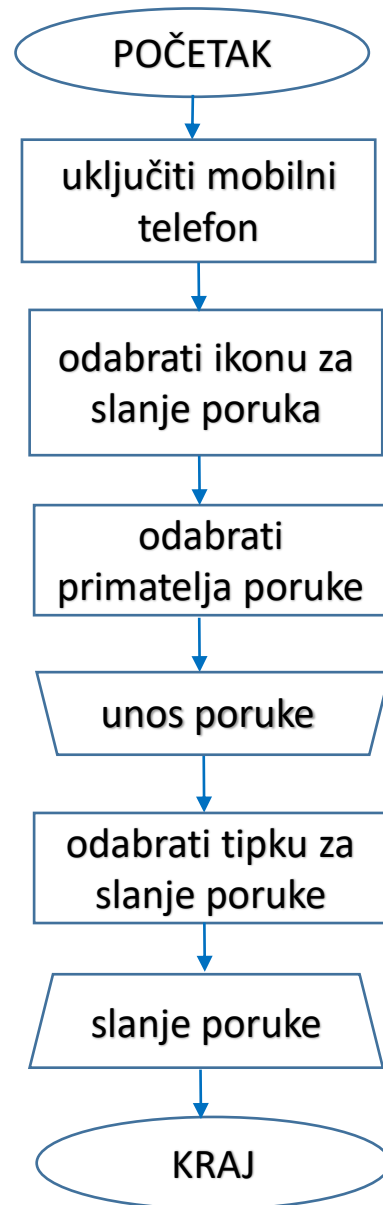 POČETAK
uključiti mobilni
telefon
odabrati ikonu za
slanje poruka
odabrati
primatelja poruke
unos poruke
odabrati tipku za
slanje poruke
slanje poruke
KRAJ